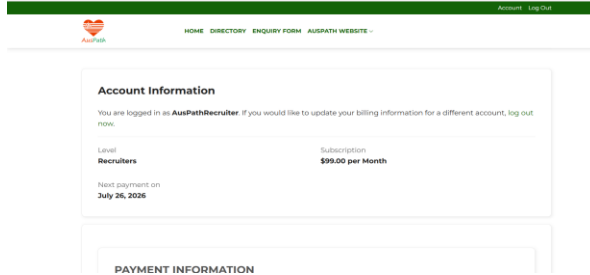 Account Log Out
AusPath
HOME DIRECTORY ENQUIRY FORM AUSPATH WEBSITE
Account Information
You are logged in as AusPathRecruiter. If you would like to update your billing information for a different account, log out
now.
Level
Subscription
Recruiters
$99.00 per Month
Next payment on
July 26, 2026
PAYMENT INFORMATION